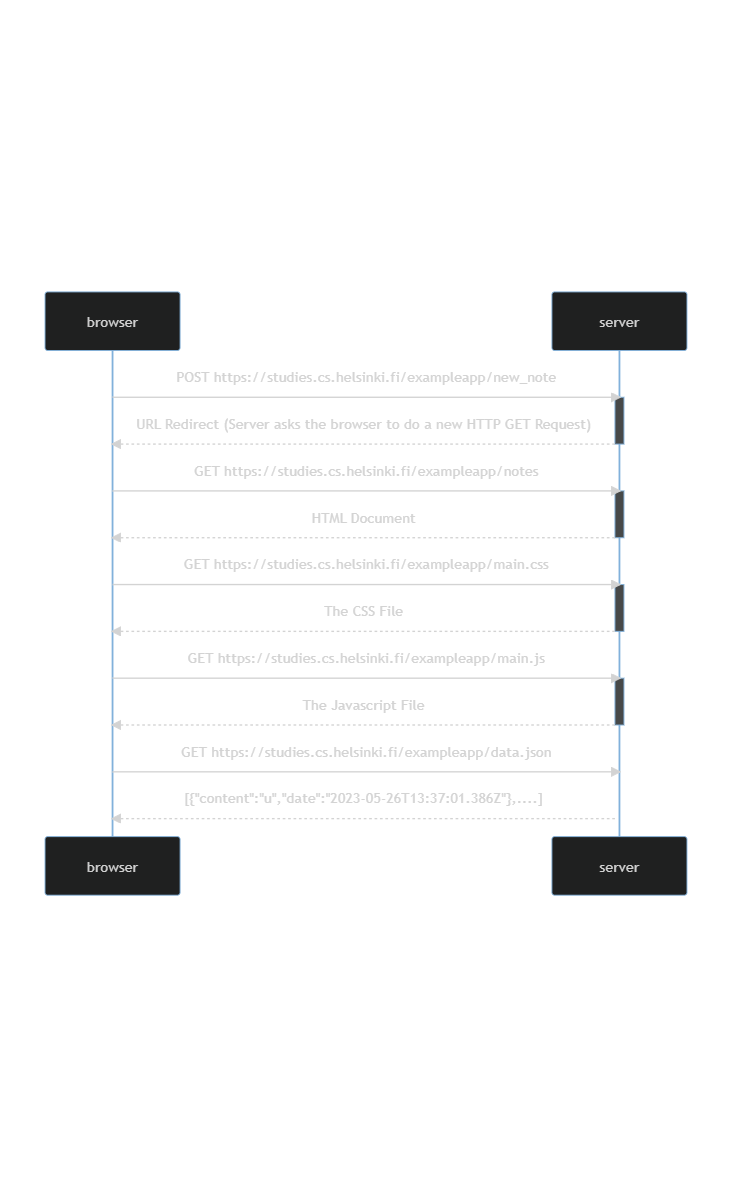 browser
server
POST https://studies.cs.helsinki.fi/exampleapp/new_note
URL Redirect (Server asks the browser to do a new HTTP GET Request)
GET https://studies.cs.helsinki.fi/exampleapp/notes
HTML Document
GET https://studies.cs.helsinki.fi/exampleapp/main.css
The CSS File
GET https://studies.cs.helsinki.fi/exampleapp/main.js
The Javascript File
GET https://studies.cs.helsinki.fi/exampleapp/data.json
[{"content":"u","date":"2023-05-26T13:37:01.386Z"},....]
browser
server